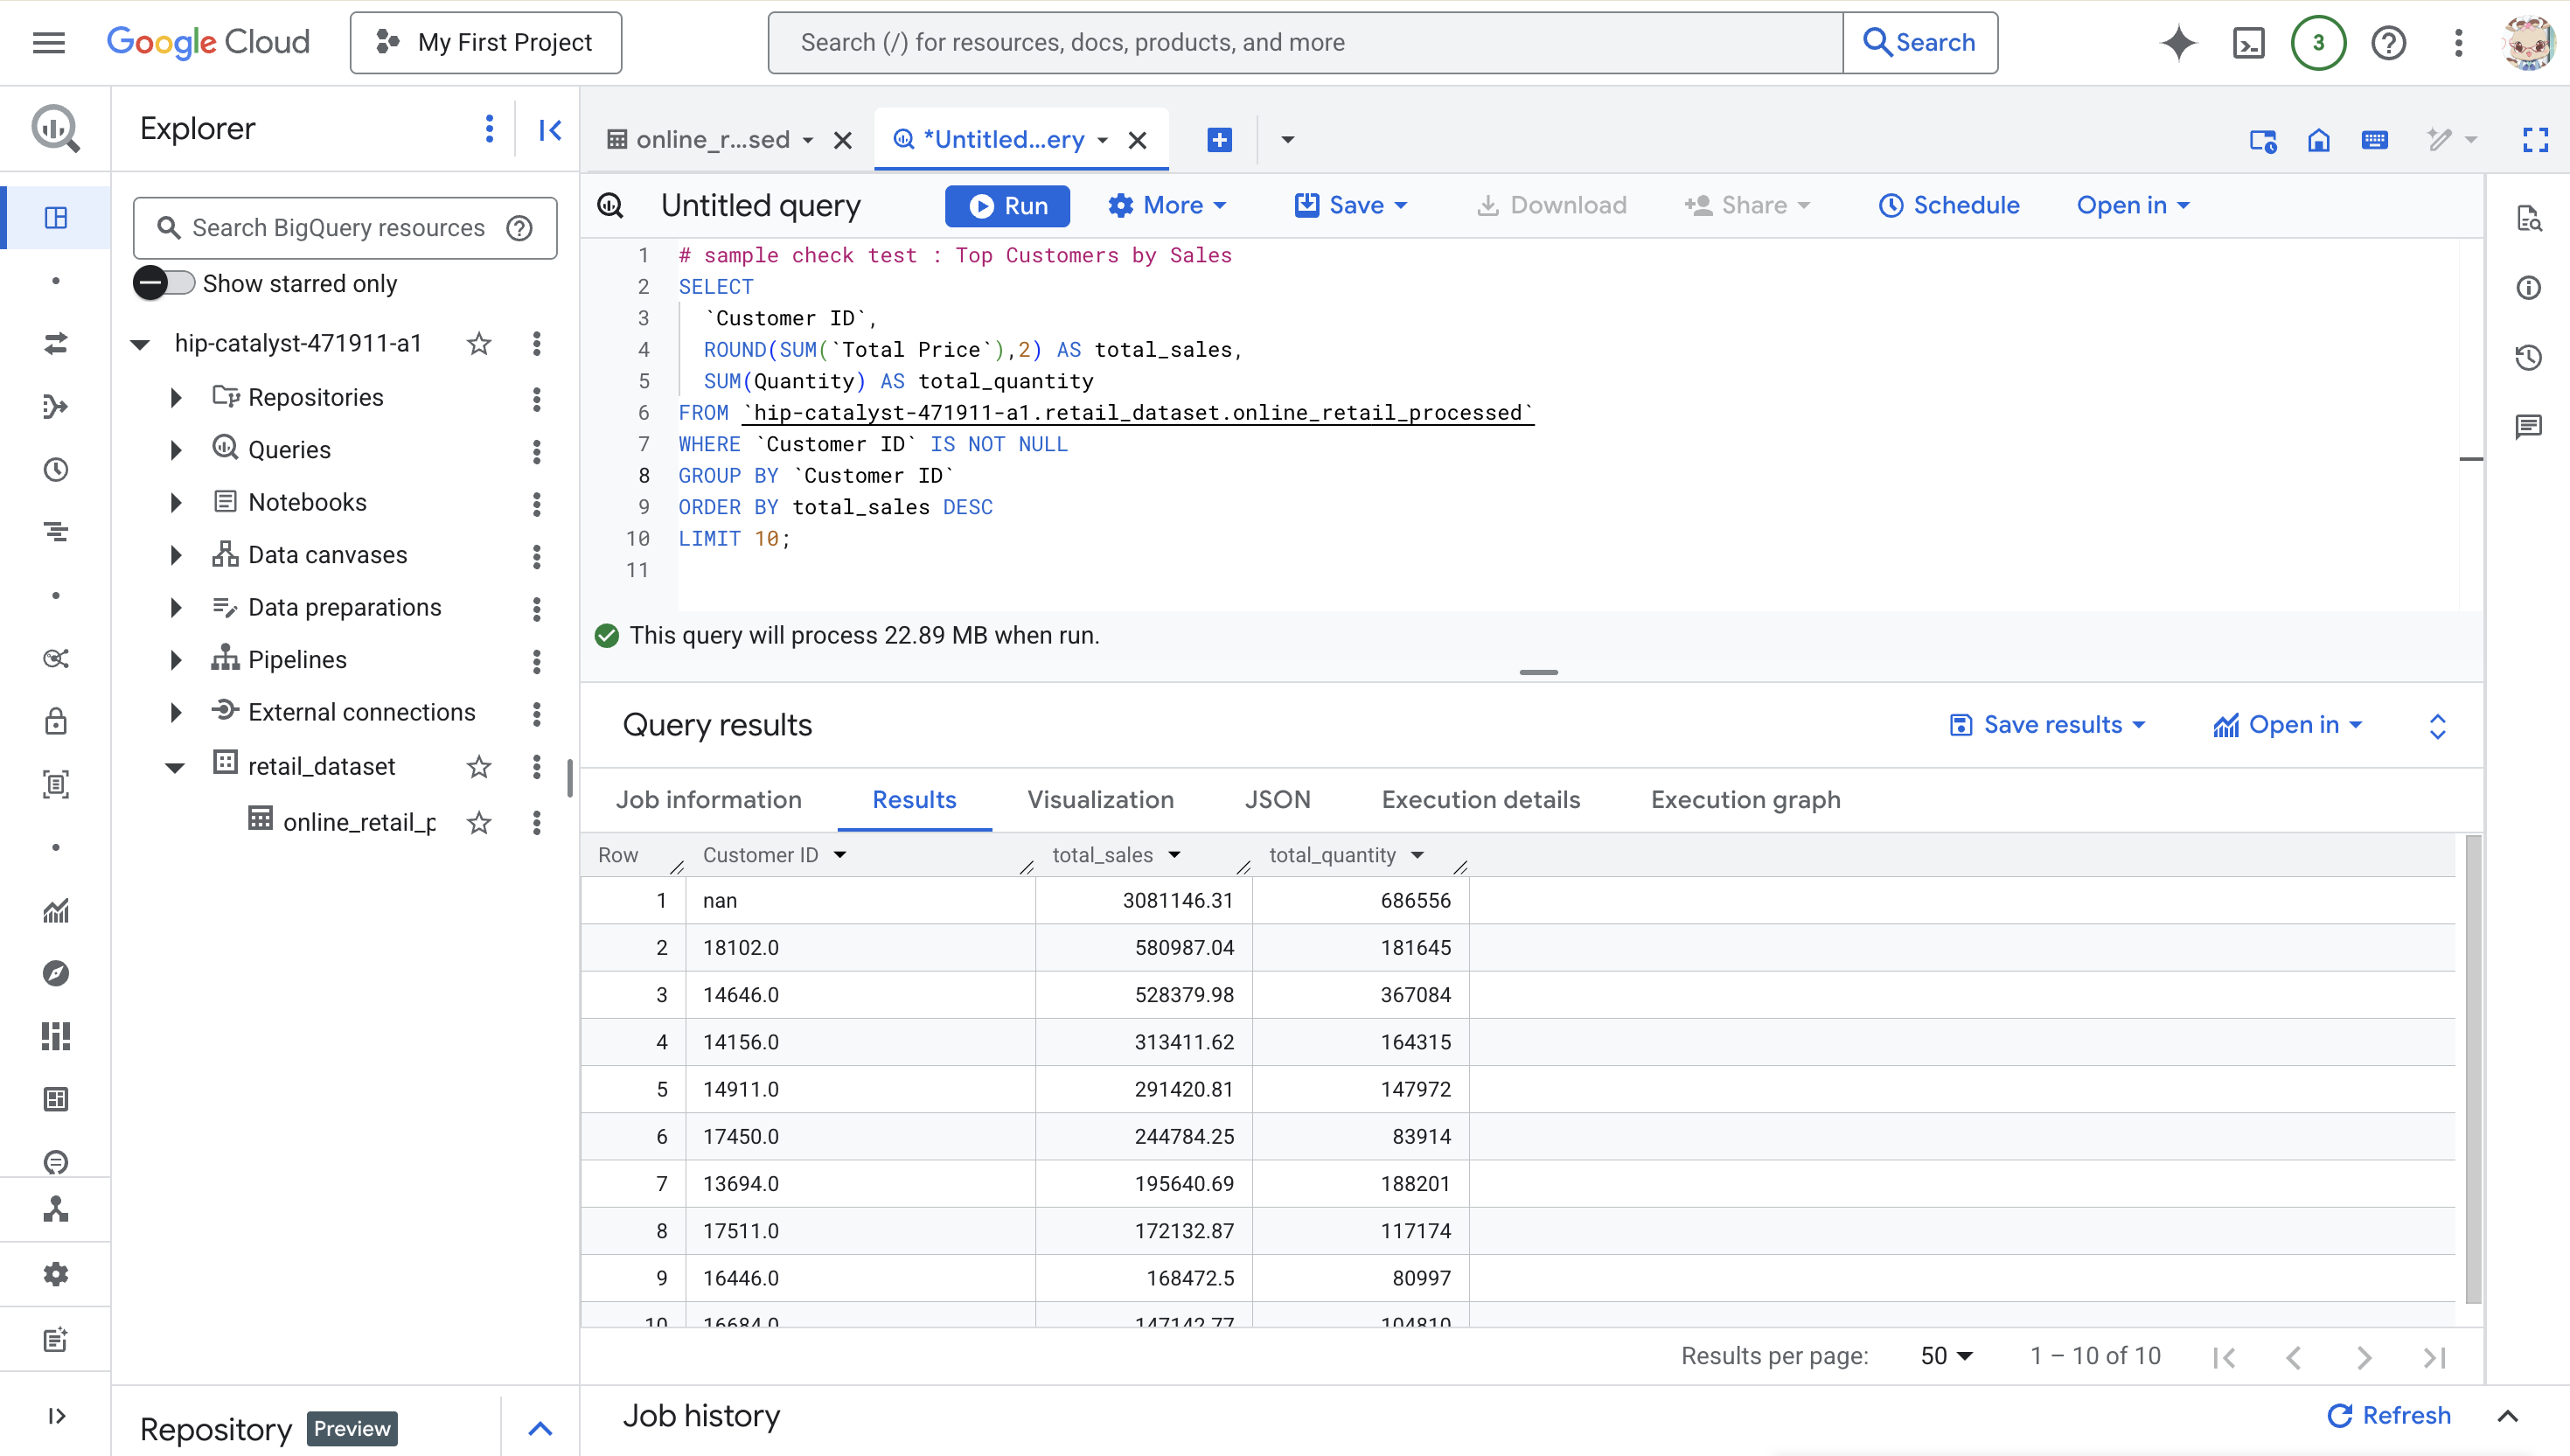 Google Cloud
My First Project
Search (/) for resources, docs, products, and more
Search
3
Explorer
Search BigQuery resources
Show starred only
hip-catalyst-471911-a1
Repositories
Queries
Notebooks
Data canvases
Data preparations
Pipelines
External connections
retail_dataset
online_retail_p
Repository Preview
online_r...sed
*Untitled...ery
Untitled query
Run
More
Save
Download
Share
Schedule
Open in
1 # sample check test : Top Customers by Sales
2 SELECT
3 `Customer ID`,
4 ROUND(SUM(`Total Price`),2) AS total_sales,
5 SUM(Quantity) AS total_quantity
6 FROM `hip-catalyst-471911-a1.retail_dataset.online_retail_processed`
7 WHERE `Customer ID` IS NOT NULL
8 GROUP BY `Customer ID`
9 ORDER BY total_sales DESC
10 LIMIT 10;
11
This query will process 22.89 MB when run.
Query results
Save results
Open in
Job information Results Visualization JSON Execution details Execution graph
Row Customer ID total_sales total_quantity
1 nan 3081146.31 686556
2 18102.0 580987.04 181645
3 14646.0 528379.98 367084
4 14156.0 313411.62 164315
5 14911.0 291420.81 147972
6 17450.0 244784.25 83914
7 13694.0 195640.69 188201
8 17511.0 172132.87 117174
9 16446.0 168472.5 80997
10 16684.0 147142.77 104810
Results per page: 50 1 – 10 of 10
Job history
Refresh